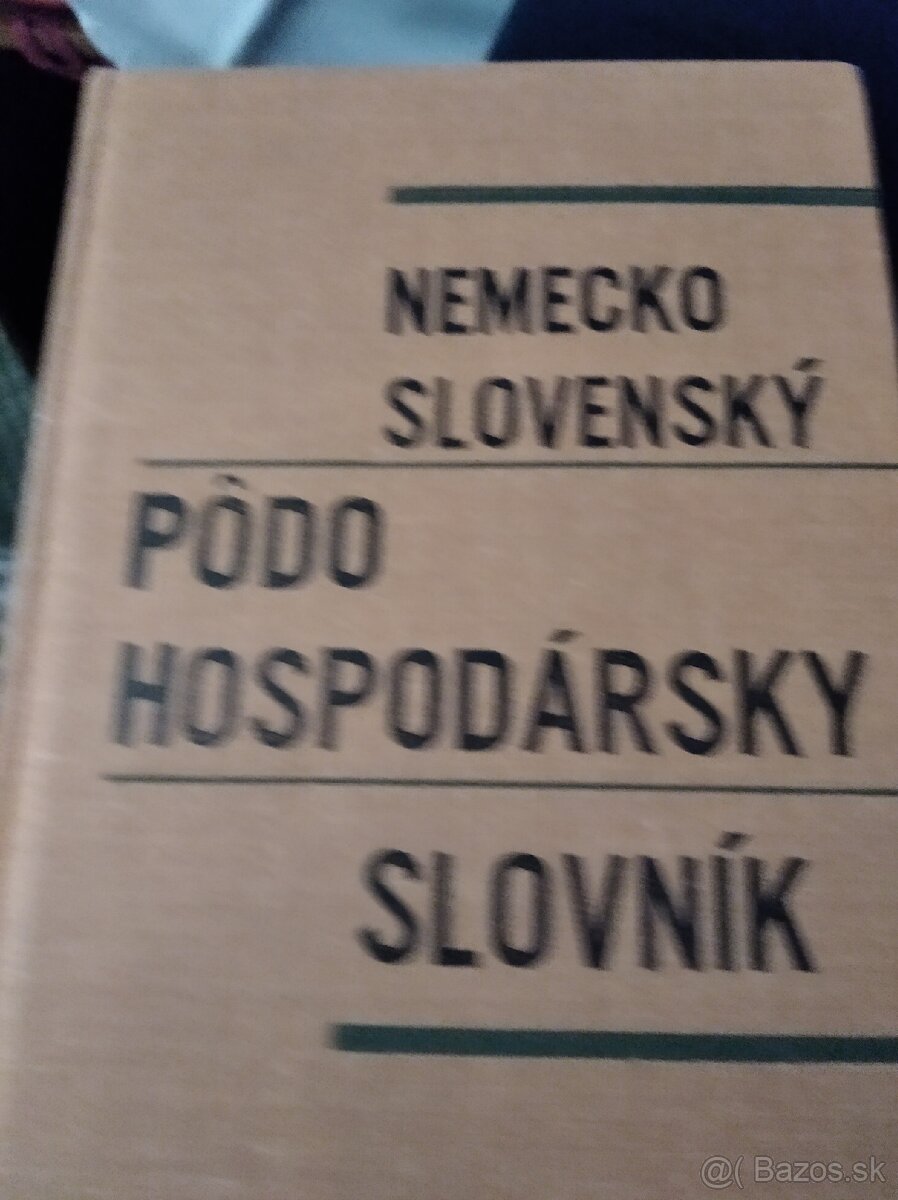 NEMECKO
SLOVENSKÝ
PÔDO
HOSPODÁRSKY
SLOVNÍK
@( Bazos.sk